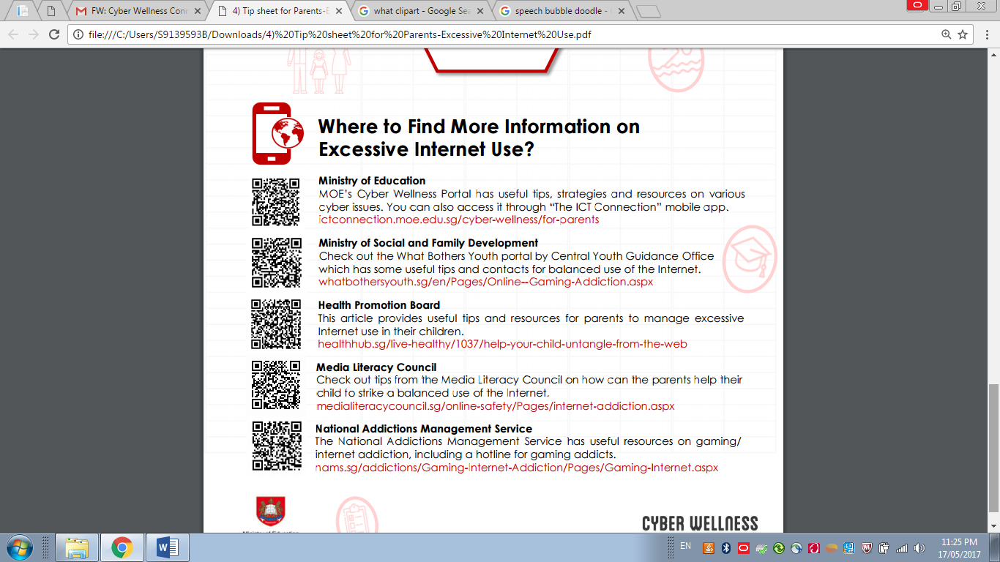 FW: Cyber Wellness Conn
4) Tip sheet for Parents-E
what clipart - Google Sea
speech bubble doodle -
file:///C:/Users/S9139593B/Downloads/4)%20Tip%20sheet%20for%20Parents-Excessive%20Internet%20Use.pdf
Where to Find More Information on
Excessive Internet Use?
Ministry of Education
MOE's Cyber Wellness Portal has useful tips, strategies and resources on various
cyber issues. You can also access it through "The ICT Connection" mobile app.
ictconnection.moe.edu.sg/cyber-wellness/for-parents
Ministry of Social and Family Development
Check out the What Bothers Youth portal by Central Youth Guidance Office
which has some useful tips and contacts for balanced use of the Internet.
whatbothersyouth.sg/en/Pages/Online--Gaming-Addiction.aspx
Health Promotion Board
This article provides useful tips and resources for parents to manage excessive
Internet use in their children.
healthhub.sg/live-healthy/1037/help-your-child-untangle-from-the-web
Media Literacy Council
Check out tips from the Media Literacy Council on how can the parents help their
child to strike a balanced use of the Internet.
medialiteracycouncil.sg/online-safety/Pages/internet-addiction.aspx
National Addictions Management Service
The National Addictions Management Service has useful resources on gaming/
internet addiction, including a hotline for gaming addicts.
nams.sg/addictions/Gaming-Internet-Addiction/Pages/Gaming-Internet.aspx
CYBER WELLNESS
EN
11:25 PM
17/05/2017